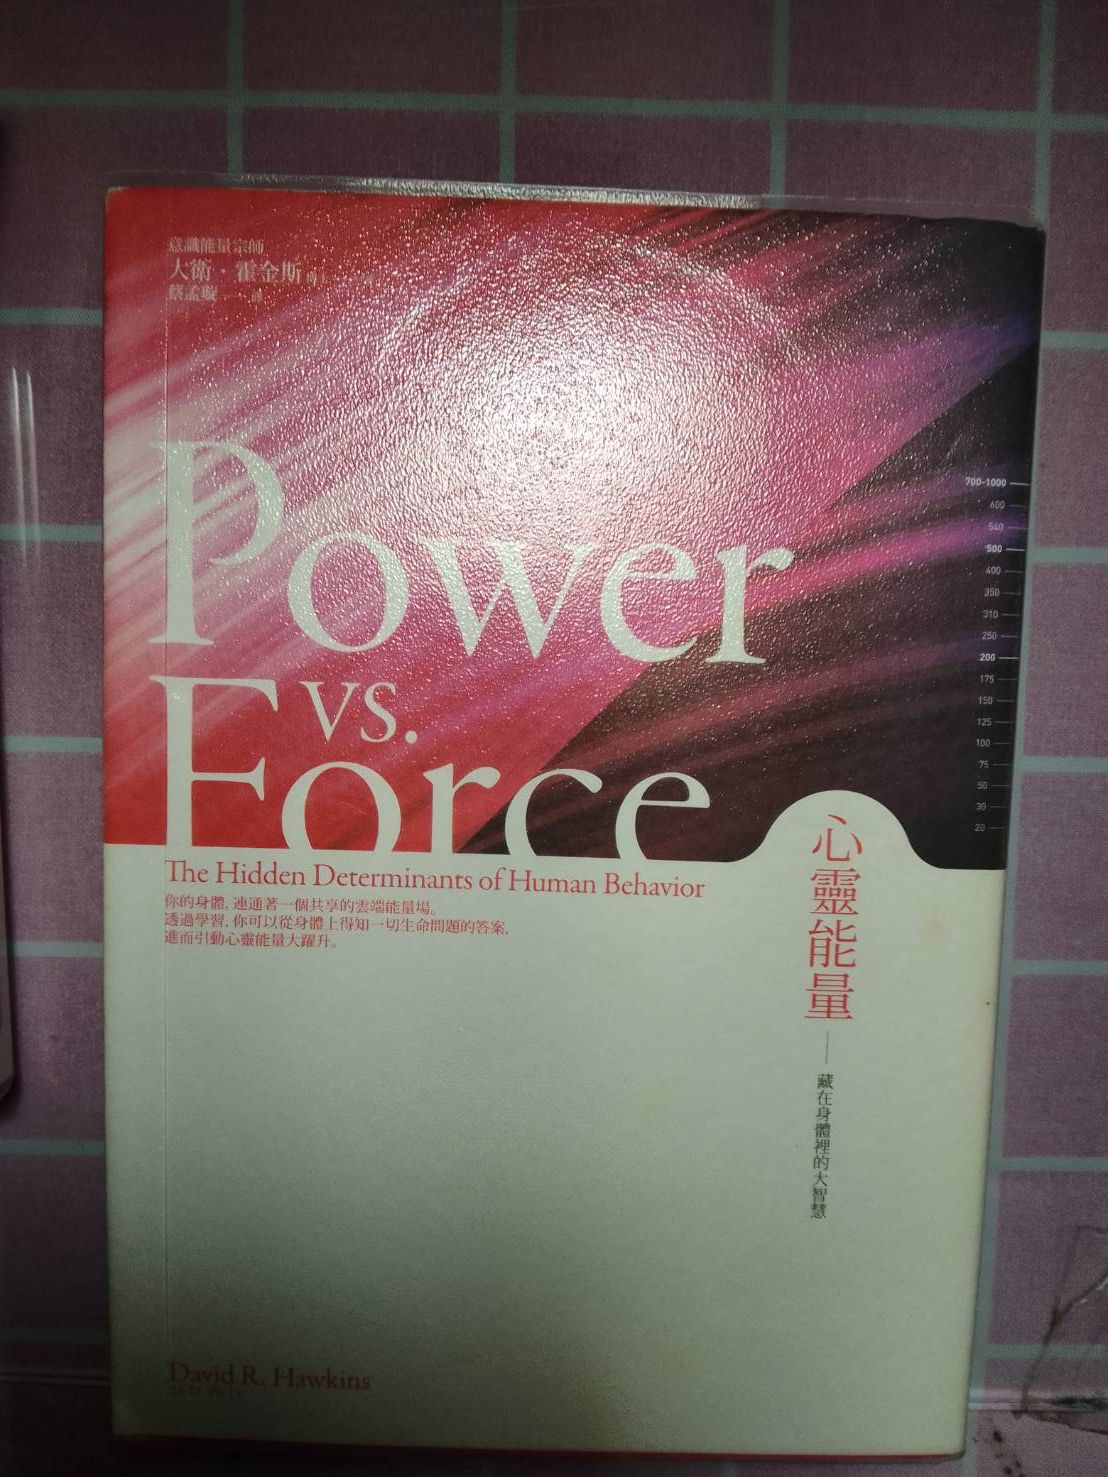 意識能量宗師
大衛・霍金斯 博士
蔡孟璇 譯
Power
vs.
Force
700-1000
600
540
500
400
350
310
250
200
175
150
125
100
75
50
30
20
The Hidden Determinants of Human Behavior
你的身體，連通著一個共享的雲端能量場。
透過學習，你可以從身體上得知一切生命問題的答案，
進而引動心靈能量大躍升。
心靈能量——藏在身體裡的大智慧
David R. Hawkins
M.D. Ph.D.